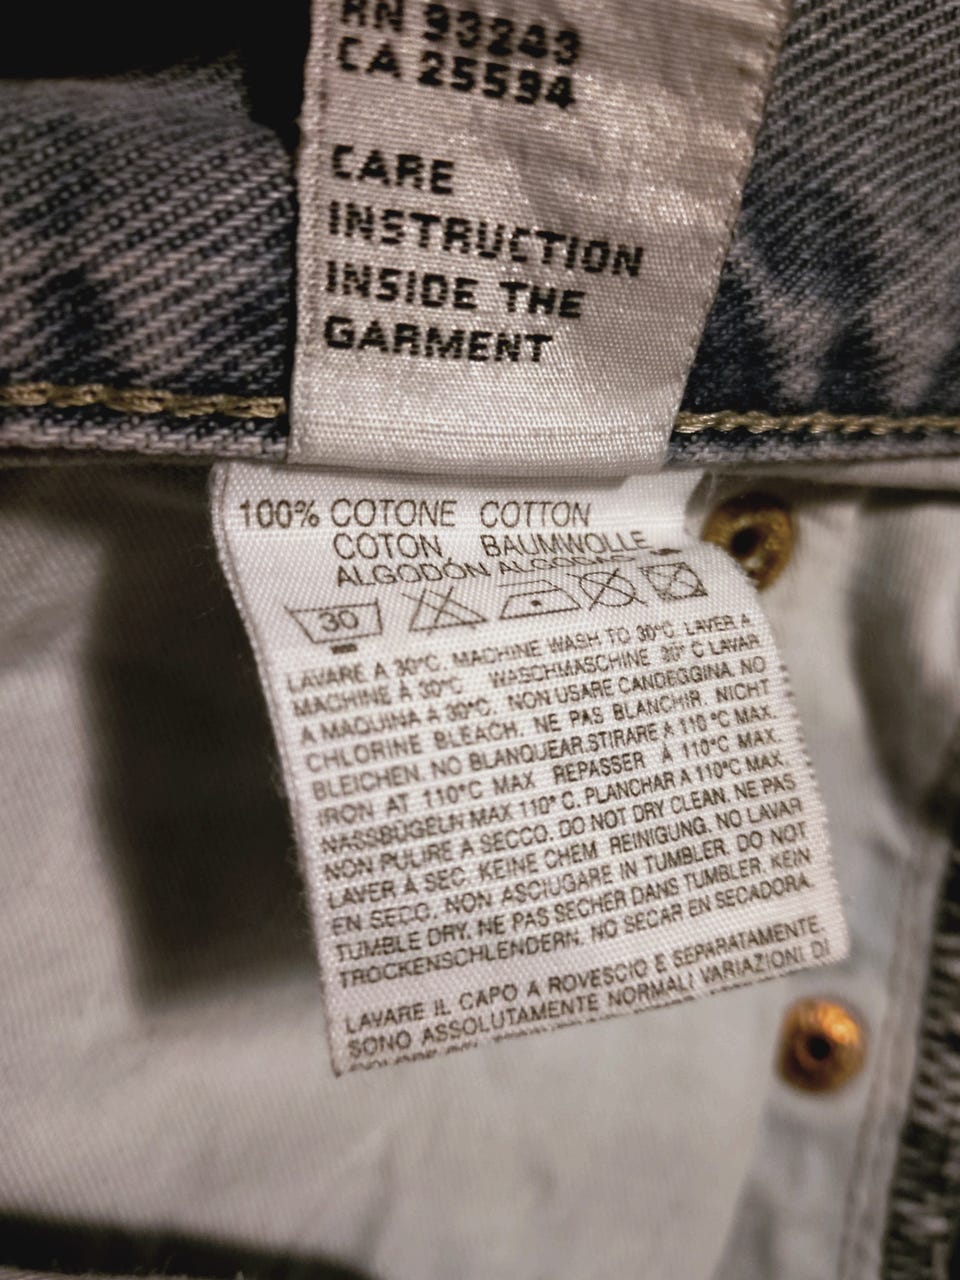 RN 93243
CA 25594
CARE
INSTRUCTION
INSIDE THE
GARMENT
100% COTONE COTTON
COTON, BAUMWOLLE
ALGODÓN ALGODAO
30
LAVARE A 30°C. MACHINE WASH TO 30°C. LAVER A
MACHINE Á 30°C WASCHMASCHINE 30° C LAVAR
A MAQUINA A 30°C. NON USARE CANDEGGINA. NO
CHLORINE BLEACH. NE PAS BLANCHIR. NICHT
BLEICHEN. NO BLANQUEAR.STIRARE A 110 °C MAX.
IRON AT 110°C MAX REPASSER Á 110°C MAX.
NASSBUGELN MAX 110° C. PLANCHAR A 110°C MAX.
NON PULIRE A SECCO. DO NOT DRY CLEAN. NE PAS
LAVER Á SEC. KEINE CHEM REINIGUNG. NO LAVAR
EN SECO. NON ASCIUGARE IN TUMBLER. DO NOT
TUMBLE DRY. NE PAS SECHER DANS TUMBLER. KEIN
TROCKENSCHLENDERN. NO SECAR EN SECADORA.
LAVARE IL CAPO A ROVESCIO E SEPARATAMENTE.
SONO ASSOLUTAMENTE NORMALI VARIAZIONI DI